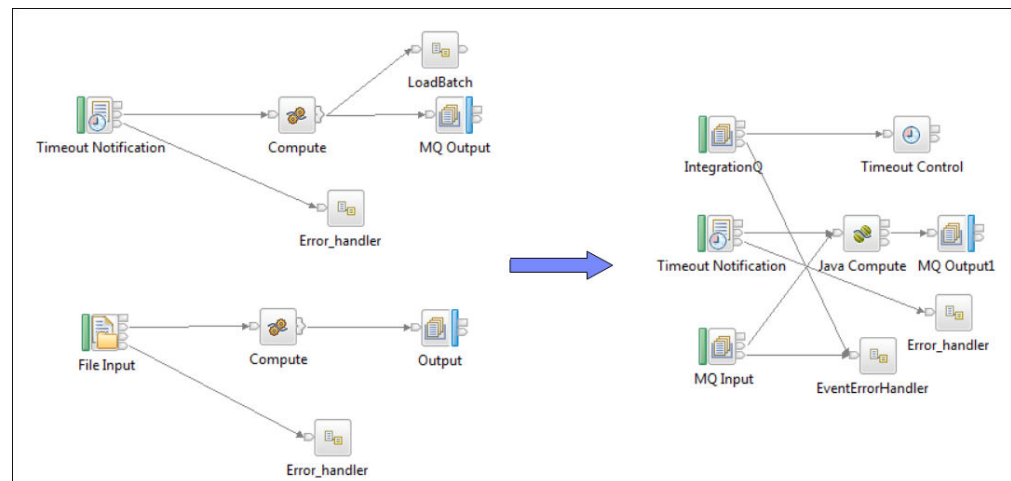 LoadBatch
Timeout Notification
Compute
MQ Output
Error_handler
File Input
Compute
Output
Error_handler
IntegrationQ
Timeout Control
Timeout Notification
Java Compute
MQ Output1
Error_handler
MQ Input
EventErrorHandler